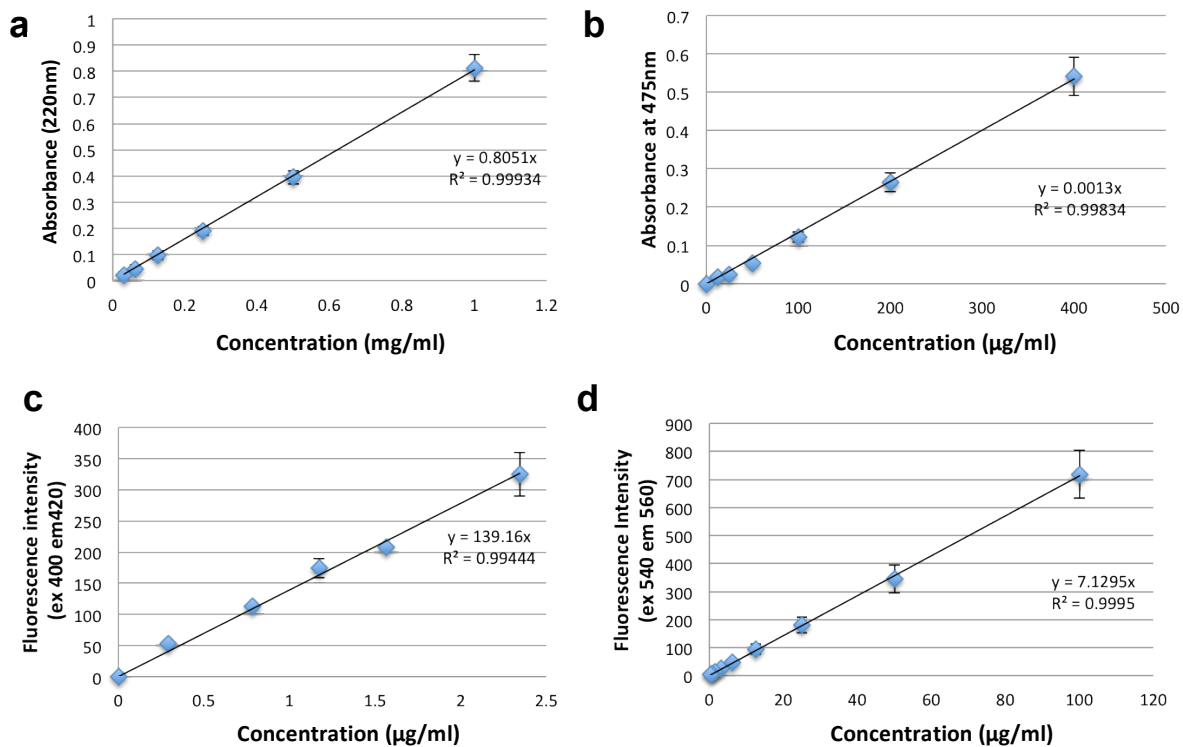 a
Absorbance (220nm)
1
0.9
0.8
0.7
0.6
0.5
0.4
0.3
0.2
0.1
0
y = 0.8051x
R² = 0.99934
0 0.2 0.4 0.6 0.8 1 1.2
Concentration (mg/ml)
b
Absorbance at 475nm
0.7
0.6
0.5
0.4
0.3
0.2
0.1
0
y = 0.0013x
R² = 0.99834
0 100 200 300 400 500
Concentration (µg/ml)
c
Fluorescence intensity
(ex 400 em420)
400
350
300
250
200
150
100
50
0
y = 139.16x
R² = 0.99444
0 0.5 1 1.5 2 2.5
Concentration (µg/ml)
d
Fluorescence Intensity
(ex 540 em 560)
900
800
700
600
500
400
300
200
100
0
y = 7.1295x
R² = 0.9995
0 20 40 60 80 100 120
Concentration (µg/ml)